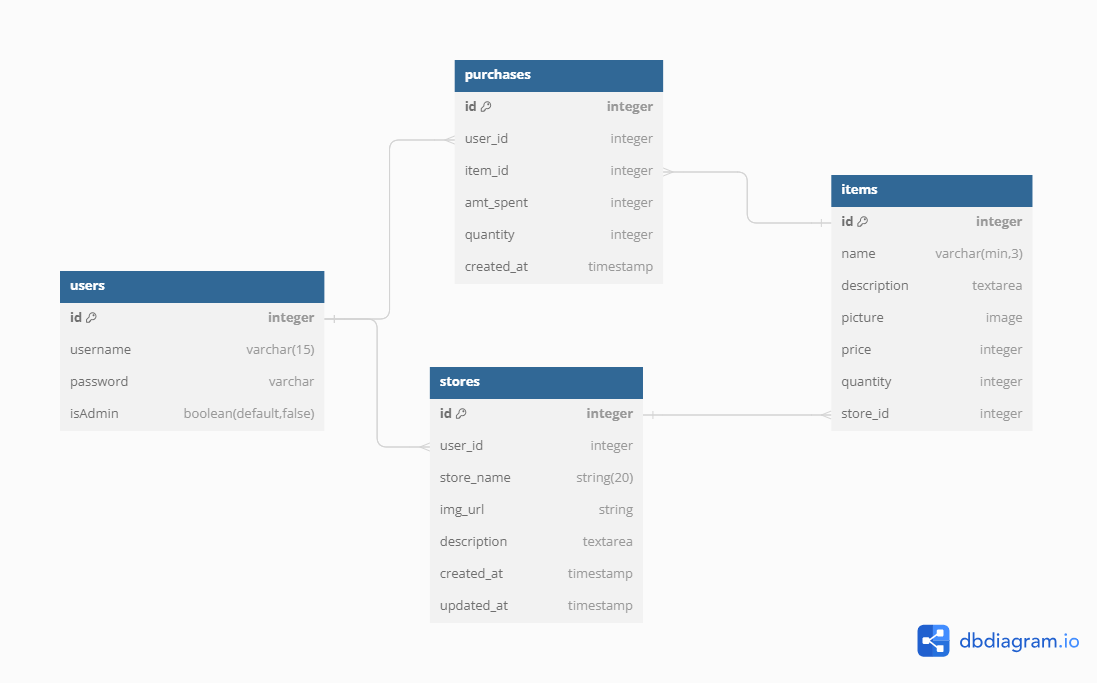 purchases
id integer
user_id integer
item_id integer
amt_spent integer
quantity integer
created_at timestamp
items
id integer
name varchar(min,3)
description textarea
picture image
price integer
quantity integer
store_id integer
users
id integer
username varchar(15)
password varchar
isAdmin boolean(default,false)
stores
id integer
user_id integer
store_name string(20)
img_url string
description textarea
created_at timestamp
updated_at timestamp
dbdiagram.io